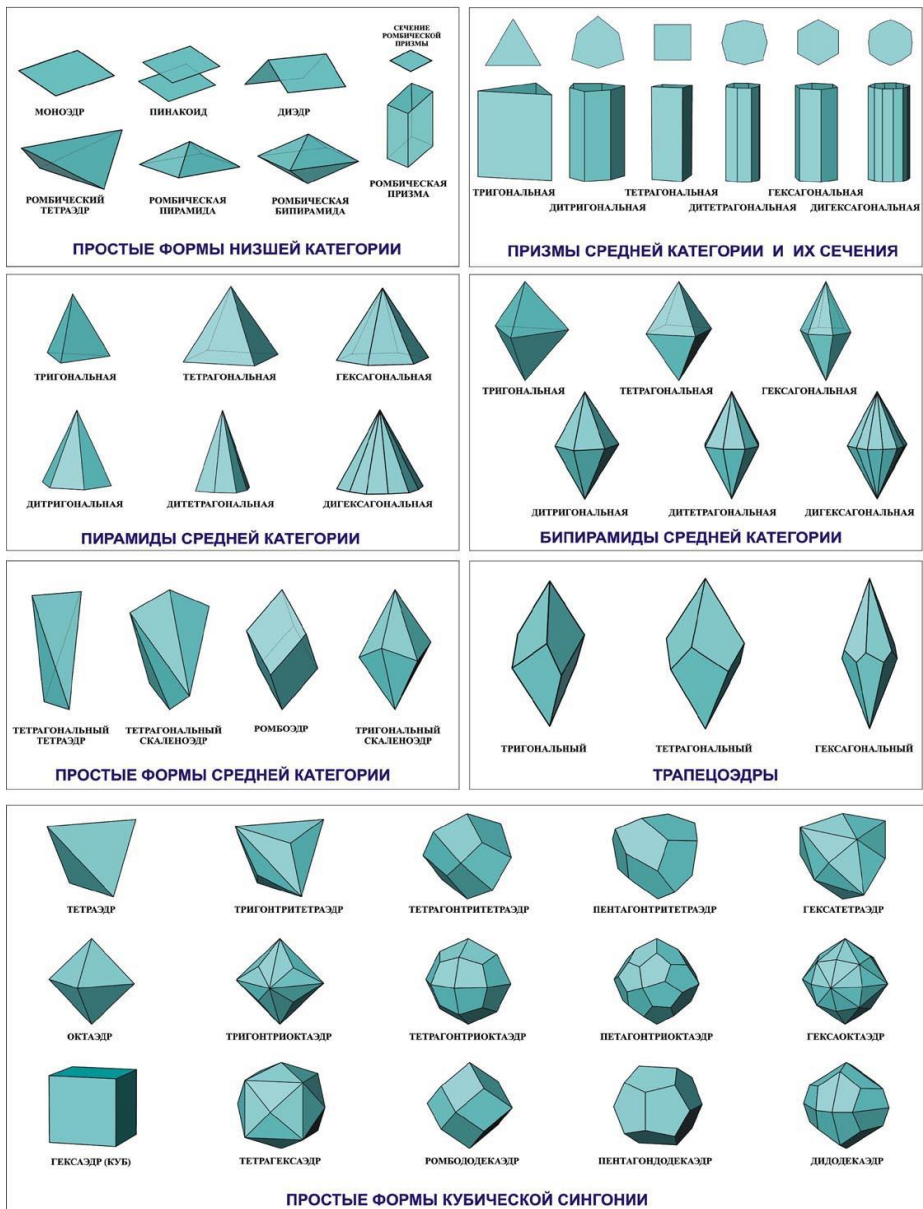 СЕЧЕНИЕ
РОМБИЧЕСКОЙ
ПРИЗМЫ
МОНОЭДР
ПИНАКОИД
ДИЭДР
РОМБИЧЕСКИЙ
ТЕТРАЭДР
РОМБИЧЕСКАЯ
ПИРАМИДА
РОМБИЧЕСКАЯ
БИПИРАМИДА
РОМБИЧЕСКАЯ
ПРИЗМА
ПРОСТЫЕ ФОРМЫ НИЗШЕЙ КАТЕГОРИИ
ТРИГОНАЛЬНАЯ
ДИТРИГОНАЛЬНАЯ
ТЕТРАГОНАЛЬНАЯ
ДИТЕТРАГОНАЛЬНАЯ
ГЕКСАГОНАЛЬНАЯ
ДИГЕКСАГОНАЛЬНАЯ
ПРИЗМЫ СРЕДНЕЙ КАТЕГОРИИ И ИХ СЕЧЕНИЯ
ТРИГОНАЛЬНАЯ
ТЕТРАГОНАЛЬНАЯ
ГЕКСАГОНАЛЬНАЯ
ДИТРИГОНАЛЬНАЯ
ДИТЕТРАГОНАЛЬНАЯ
ДИГЕКСАГОНАЛЬНАЯ
ПИРАМИДЫ СРЕДНЕЙ КАТЕГОРИИ
ТРИГОНАЛЬНАЯ
ТЕТРАГОНАЛЬНАЯ
ГЕКСАГОНАЛЬНАЯ
ДИТРИГОНАЛЬНАЯ
ДИТЕТРАГОНАЛЬНАЯ
ДИГЕКСАГОНАЛЬНАЯ
БИПИРАМИДЫ СРЕДНЕЙ КАТЕГОРИИ
ТЕТРАГОНАЛЬНЫЙ
ТЕТРАЭДР
ТЕТРАГОНАЛЬНЫЙ
СКАЛЕНОЭДР
РОМБОЭДР
ТРИГОНАЛЬНЫЙ
СКАЛЕНОЭДР
ПРОСТЫЕ ФОРМЫ СРЕДНЕЙ КАТЕГОРИИ
ТРИГОНАЛЬНЫЙ
ТЕТРАГОНАЛЬНЫЙ
ГЕКСАГОНАЛЬНЫЙ
ТРАПЕЦОЭДРЫ
ТЕТРАЭДР
ТРИГОНТРИТЕТРАЭДР
ТЕТРАГОНТРИТЕТРАЭДР
ПЕНТАГОНТРИТЕТРАЭДР
ГЕКСАТЕТРАЭДР
ОКТАЭДР
ТРИГОНТРИОКТАЭДР
ТЕТРАГОНТРИОКТАЭДР
ПЕТАГОНТРИОКТАЭДР
ГЕКСАОКТАЭДР
ГЕКСАЭДР (КУБ)
ТЕТРАГЕКСАЭДР
РОМБОДОДЕКАЭДР
ПЕНТАГОНДОДЕКАЭДР
ДИДОДЕКАЭДР
ПРОСТЫЕ ФОРМЫ КУБИЧЕСКОЙ СИНГОНИИ